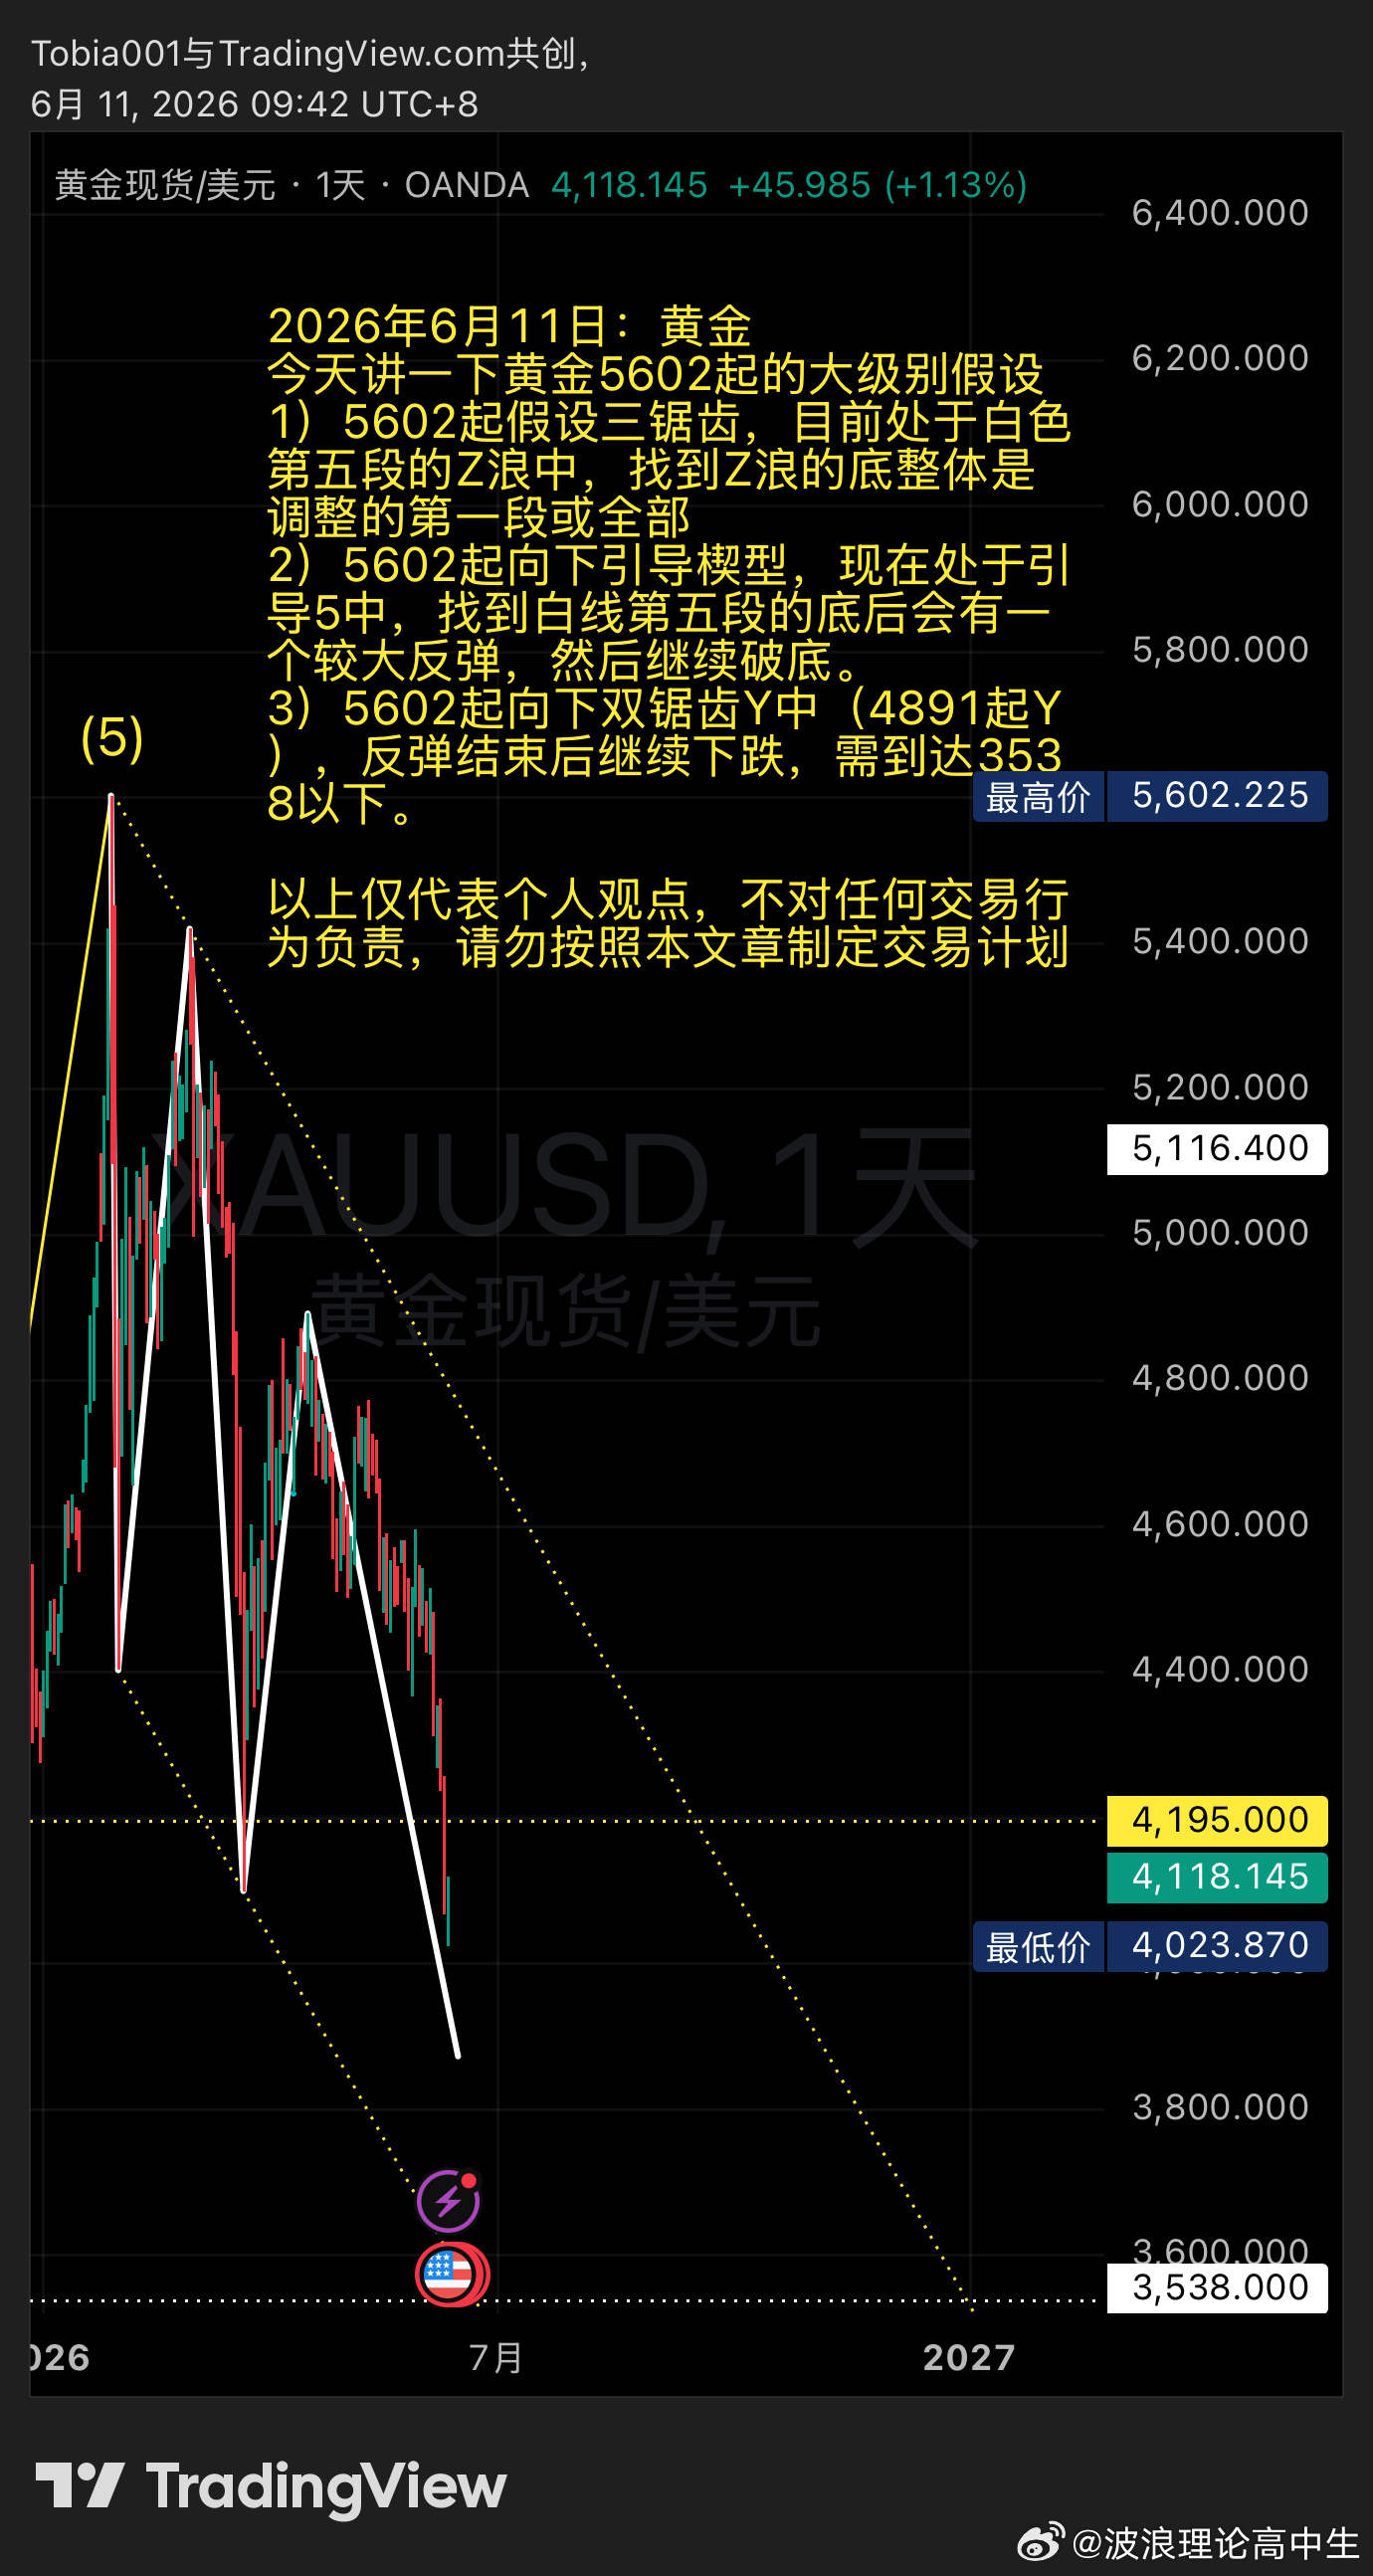 Tobia001与TradingView.com共创,
6月 11, 2026 09:42 UTC+8
黄金现货/美元 · 1天 · OANDA 4,118.145 +45.985 (+1.13%)
6,400.000
2026年6月11日：黄金
今天讲一下黄金5602起的大级别假设
6,200.000
1）5602起假设三锯齿，目前处于白色
第五段的Z浪中，找到Z浪的底整体是
调整的第一段或全部
6,000.000
2）5602起向下引导楔型，现在处于引
导5中，找到白线第五段的底后会有一
个较大反弹，然后继续破底。
5,800.000
3）5602起向下双锯齿Y中（4891起Y
），反弹结束后继续下跌，需到达353
8以下。
(5)
最高价 5,602.225
以上仅代表个人观点，不对任何交易行
为负责，请勿按照本文章制定交易计划
5,400.000
5,200.000
5,116.400
XAUUSD, 1天
5,000.000
黄金现货/美元
4,800.000
4,600.000
4,400.000
4,195.000
4,118.145
最低价 4,023.870
3,800.000
3,600.000
3,538.000
026 7月 2027
TradingView
@波浪理论高中生